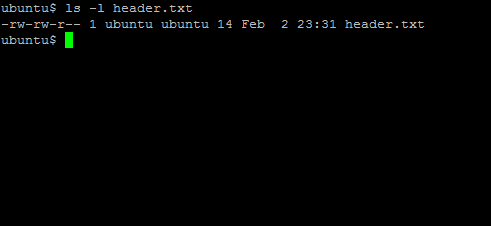 ubuntu$ ls -l header.txt
-rw-rw-r-- 1 ubuntu ubuntu 14 Feb  2 23:31 header.txt
ubuntu$